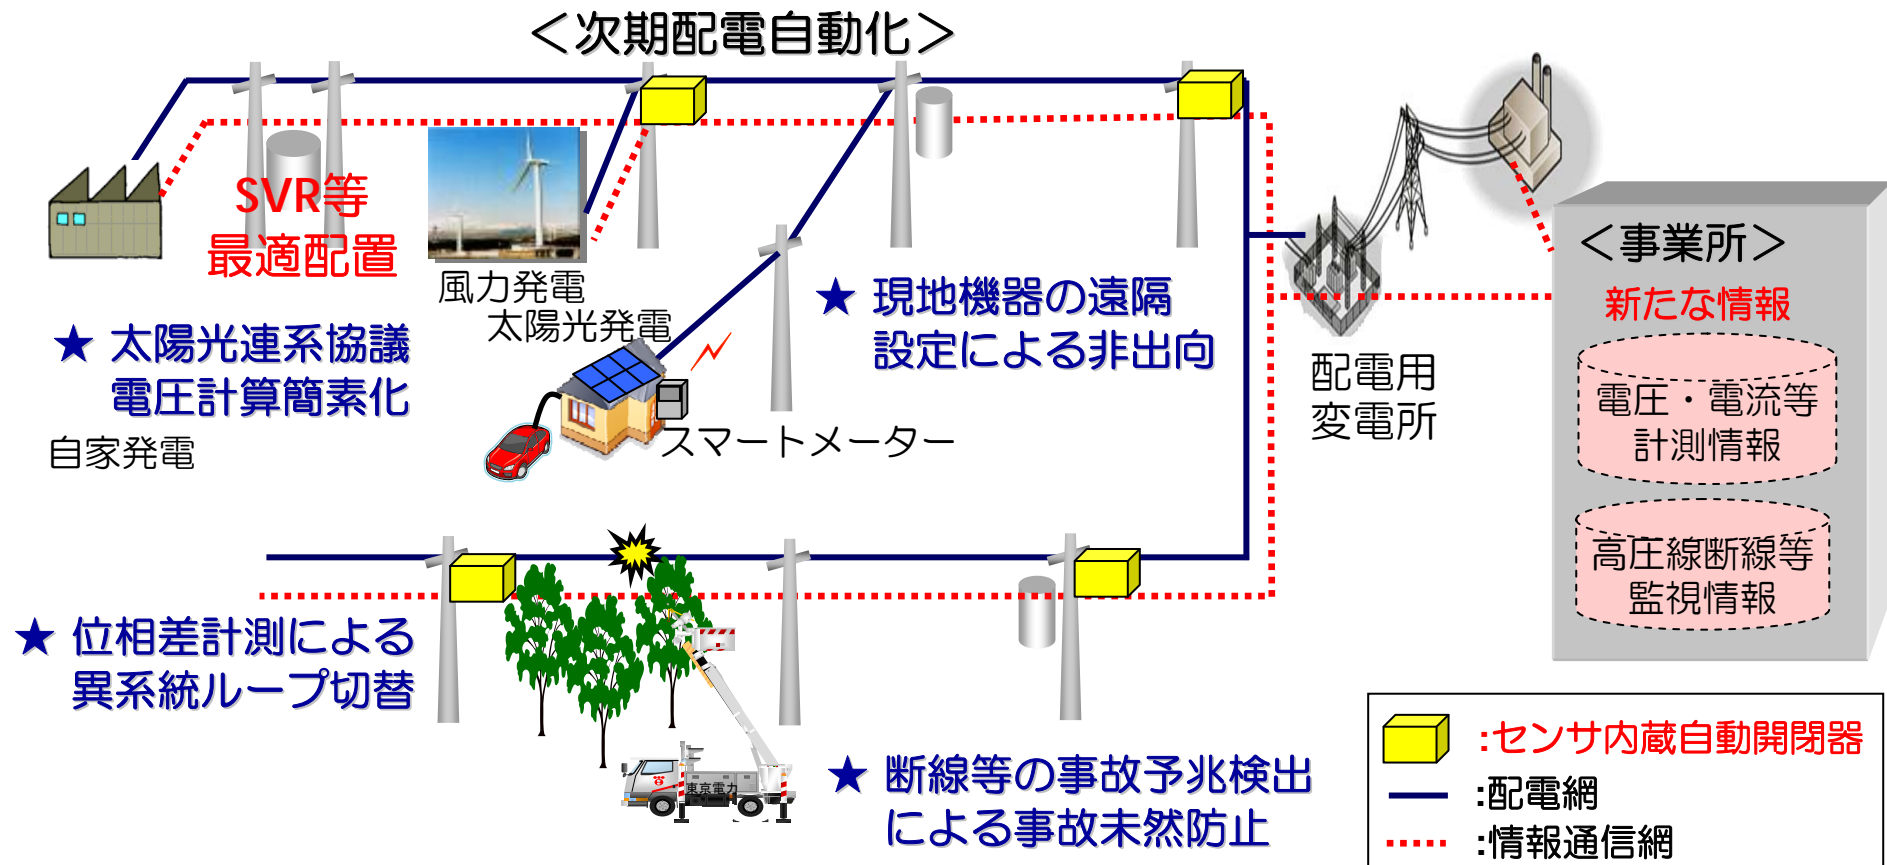 ＜次期配電自動化＞
SVR等
最適配置
風力発電
太陽光発電
★ 太陽光連系協議
電圧計算簡素化
自家発電
★ 現地機器の遠隔
設定による非出向
スマートメーター
配電用
変電所
＜事業所＞
新たな情報
電圧・電流等
計測情報
高圧線断線等
監視情報
★ 位相差計測による
異系統ループ切替
東京電力
★ 断線等の事故予兆検出
による事故未然防止
:センサ内蔵自動開閉器
:配電網
:情報通信網